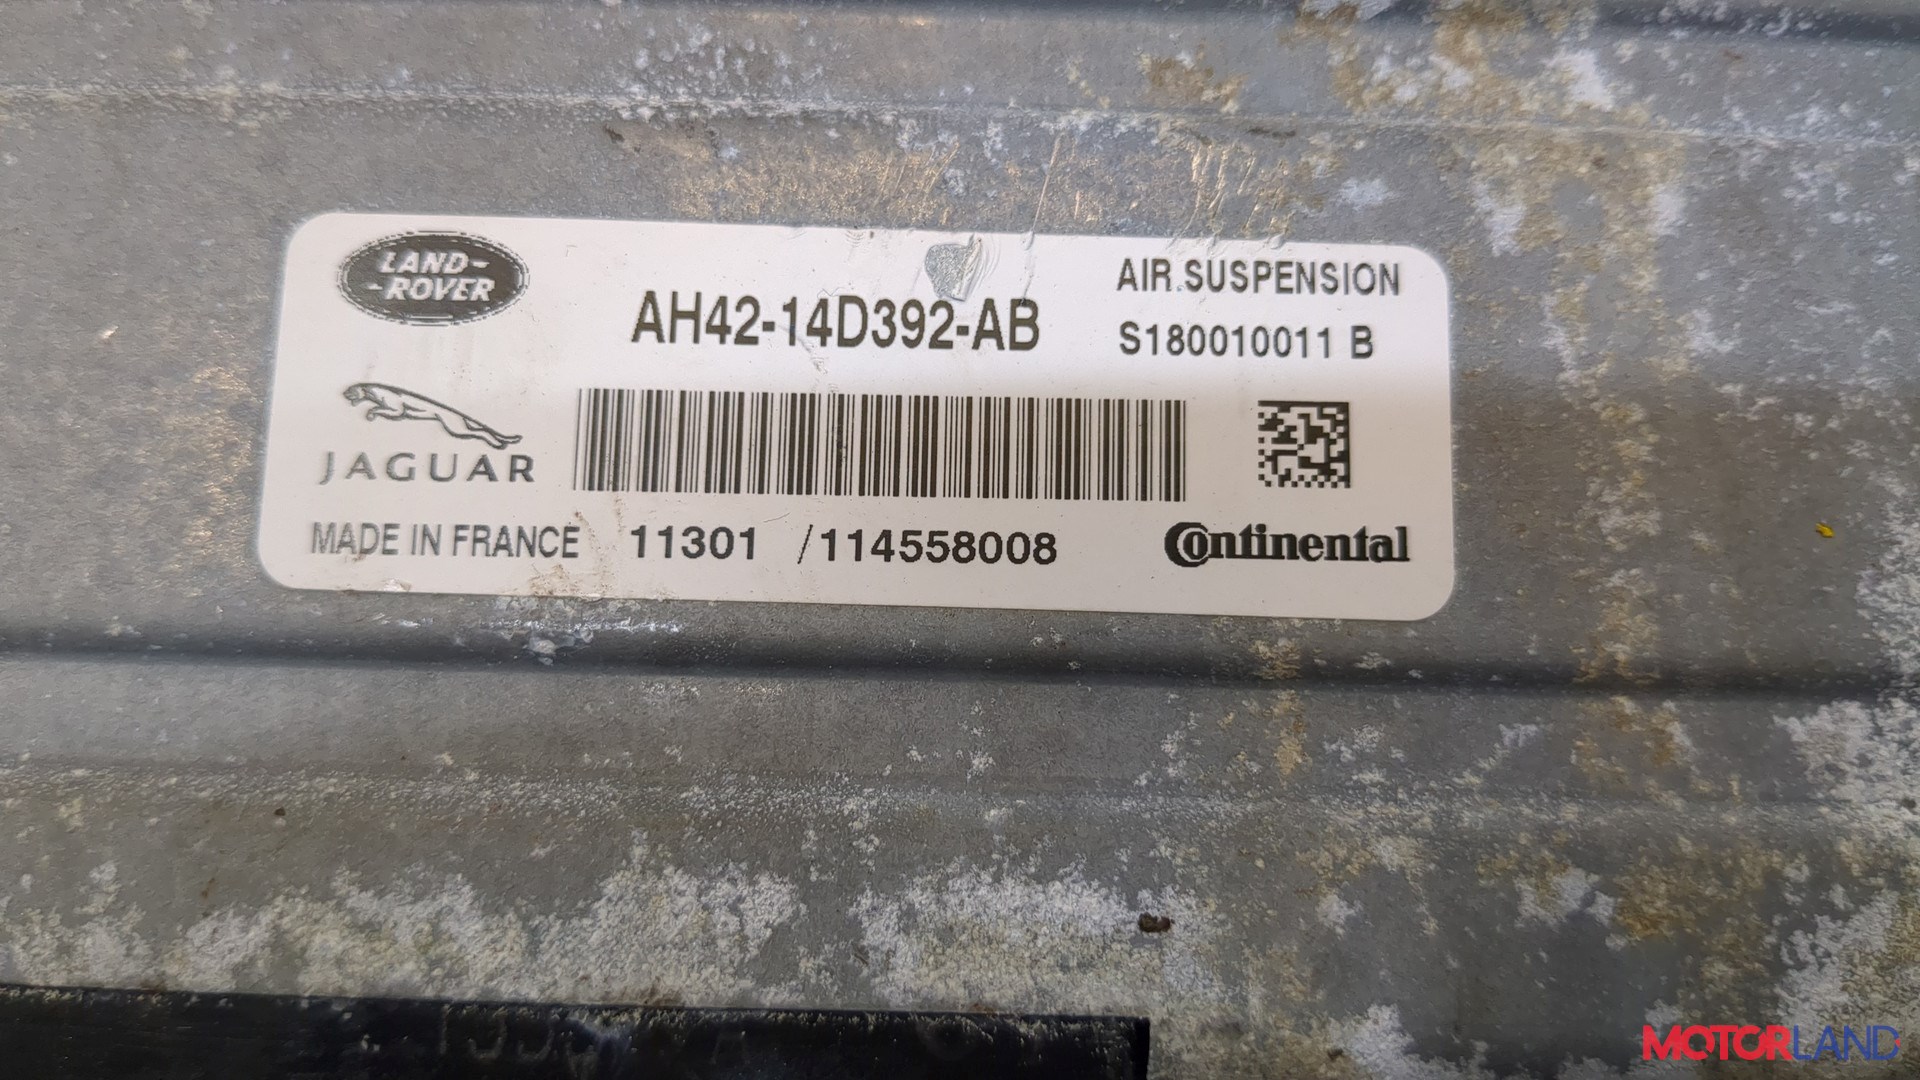 LAND-
-ROVER
AH42-14D392-AB
AIR SUSPENSION
S180010011 B
JAGUAR
MADE IN FRANCE 11301 /114558008
Continental
MOTORLAND